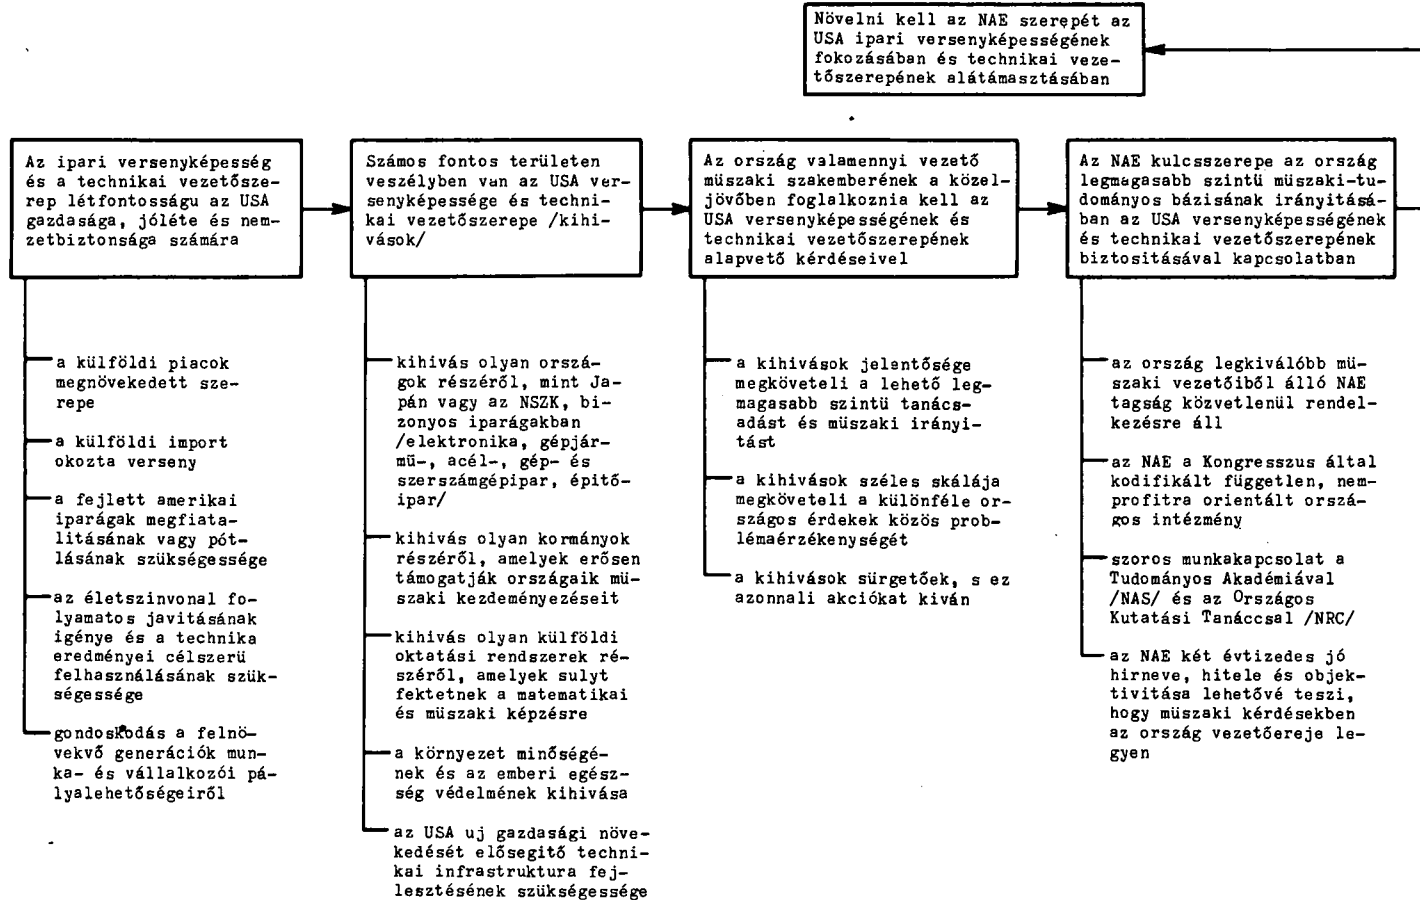 Növelni kell az NAE szerepét az
USA ipari versenyképességének
fokozásában és technikai veze-
tőszerepének alátámasztásában
Az ipari versenyképesség
és a technikai vezetősze-
rep létfontosságu az USA
gazdasága, jóléte és nem-
zetbiztonsága számára
a külföldi piacok
megnövekedett sze-
repe
a külföldi import
okozta verseny
a fejlett amerikai
iparágak megfiata-
litásának vagy pót-
lásának szükségessége
az életszinvonal fo-
lyamatos javitásának
igénye és a technika
eredményei célszerü
felhasználásának szük-
ségessége
gondoskodás a felnö-
vekvő generációk mun-
ka- és vállalkozói pá-
lyalehetőségeiről
Számos fontos területen
veszélyben van az USA ver-
senyképessége és techni-
kai vezetőszerepe /kihi-
vások/
kihivás olyan orszá-
gok részéről, mint Ja-
pán vagy az NSZK, bi-
zonyos iparágakban
/elektronika, gépjár-
mü-, acél-, gép- és
szerszámgépipar, épitő-
ipar/
kihivás olyan kormányok
részéről, amelyek erősen
támogatják országaik mü-
szaki kezdeményezéseit
kihivás olyan külföldi
oktatási rendszerek ré-
széről, amelyek sulyt
fektetnek a matematikai
és müszaki képzésre
a környezet minőségé-
nek és az emberi egész-
ség védelmének kihivása
az USA uj gazdasági növe-
kedését elősegitő techni-
kai infrastruktura fej-
lesztésének szükségessége
Az ország valamennyi vezető
müszaki szakemberének a közel-
jövőben foglalkoznia kell az
USA versenyképességének és
technikai vezetőszerepének
alapvető kérdéseivel
a kihivások jelentősége
megköveteli a lehető leg-
magasabb szintü tanács-
adást és müszaki irányi-
tást
a kihivások széles skálája
megköveteli a különféle or-
szágos érdekek közös prob-
lémaérzékenységét
a kihivások sürgetőek, s ez
azonnali akciókat kiván
Az NAE kulcsszerepe az ország
legmagasabb szintü müszaki-tu-
dományos bázisának irányitásá-
ban az USA versenyképességének
és technikai vezetőszerepének
biztositásával kapcsolatban
az ország legkiválóbb mü-
szaki vezetőiből álló NAE
tagság közvetlenül rendel-
kezésre áll
az NAE a Kongresszus által
kodifikált független, nem-
profitra orientált orszá-
gos intézmény
szoros munkakapcsolat a
Tudományos Akadémiával
/NAS/ és az Országos
Kutatási Tanáccsal /NRC/
az NAE két évtizedes jó
hirneve, hitele és objek-
tivitása lehetővé teszi,
hogy müszaki kérdésekben
az ország vezetőereje le-
gyen